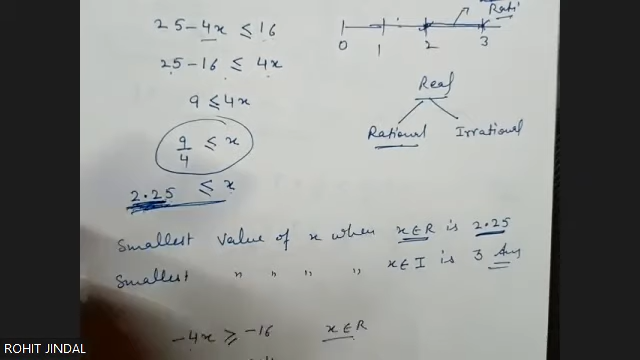 25-4x ≤ 16
25-16 ≤ 4x
9 ≤ 4x
9/4 ≤ x
2.25 ≤ x
0 1 2 3
Rati
Real
Rational Irrational
Smallest value of x when x∈R is 2.25
Smallest " " " " x∈I is 3 Ans
-4x ≥ -16 x∈R
ROHIT JINDAL